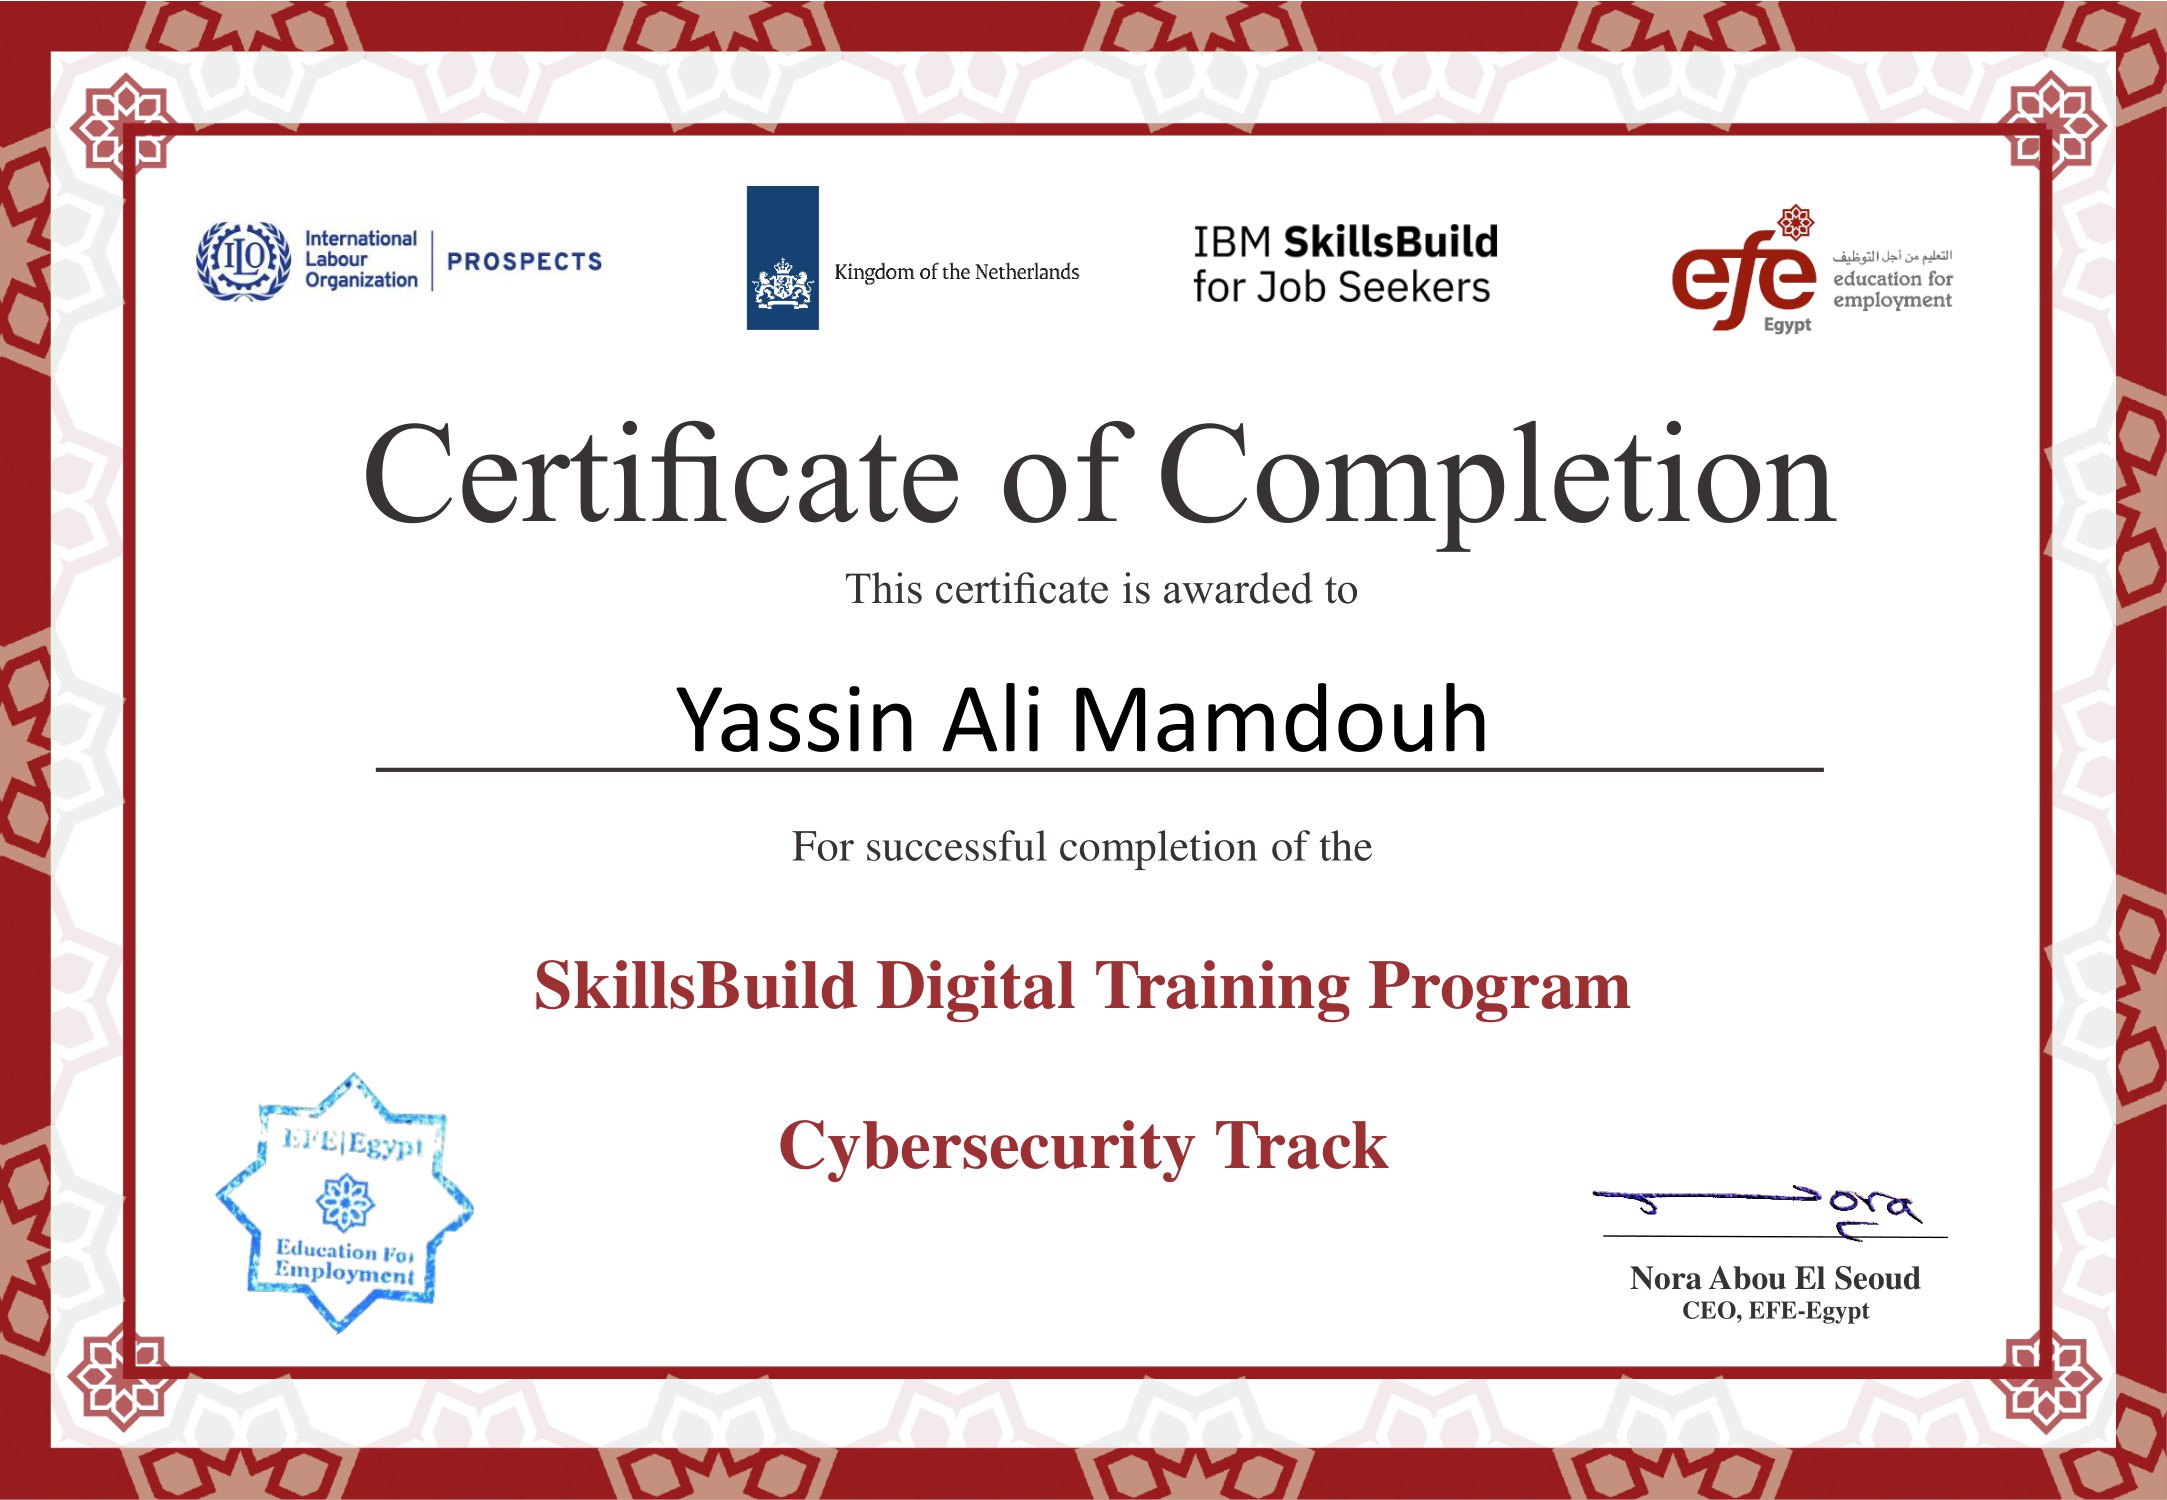 International
Labour
Organization
PROSPECTS
Kingdom of the Netherlands
IBM SkillsBuild
for Job Seekers
efe
Egypt
التعليم من أجل التوظيف
education for
employment
Certificate of Completion
This certificate is awarded to
Yassin Ali Mamdouh
For successful completion of the
SkillsBuild Digital Training Program
Cybersecurity Track
EFE|Egypt
Education For
Employment
Nora
Nora Abou El Seoud
CEO, EFE-Egypt
ILO